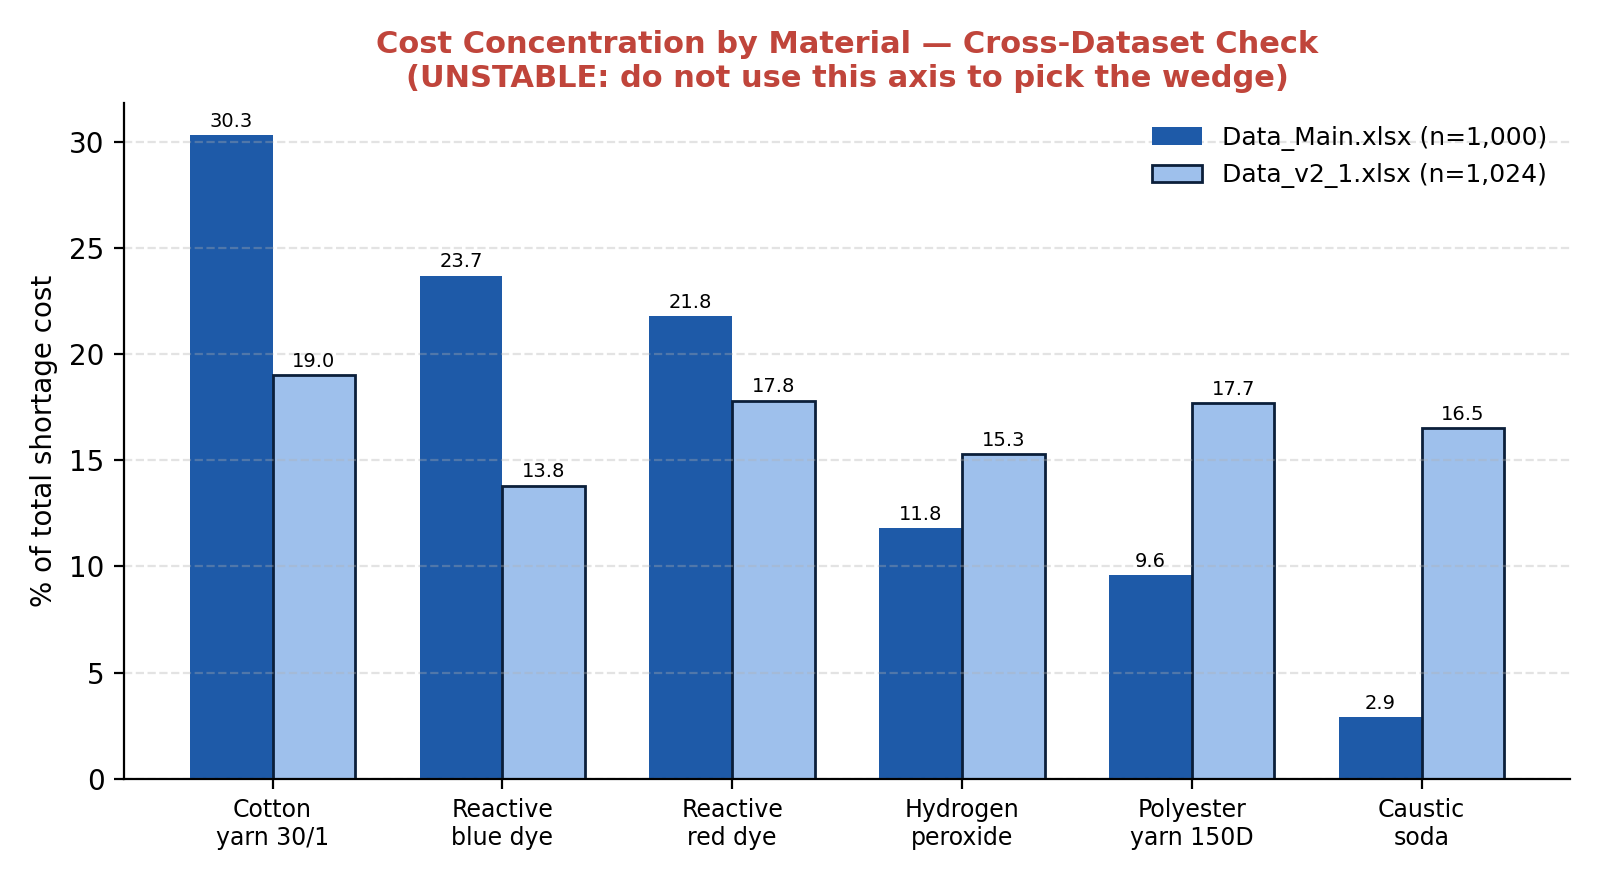 Cost Concentration by Material — Cross-Dataset Check
(UNSTABLE: do not use this axis to pick the wedge)
Data_Main.xlsx (n=1,000)
Data_v2_1.xlsx (n=1,024)
% of total shortage cost
30
25
20
15
10
5
0
30.3
19.0
23.7
13.8
21.8
17.8
11.8
15.3
9.6
17.7
2.9
16.5
Cotton
yarn 30/1
Reactive
blue dye
Reactive
red dye
Hydrogen
peroxide
Polyester
yarn 150D
Caustic
soda